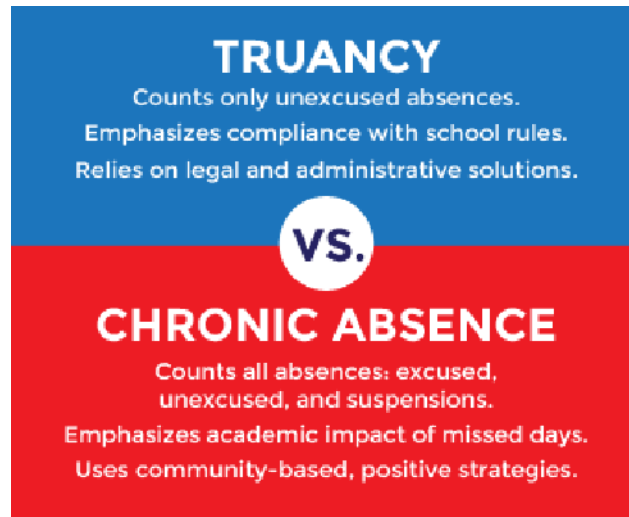 TRUANCY
Counts only unexcused absences.
Emphasizes compliance with school rules.
Relies on legal and administrative solutions.
VS.
CHRONIC ABSENCE
Counts all absences: excused,
unexcused, and suspensions.
Emphasizes academic impact of missed days.
Uses community-based, positive strategies.